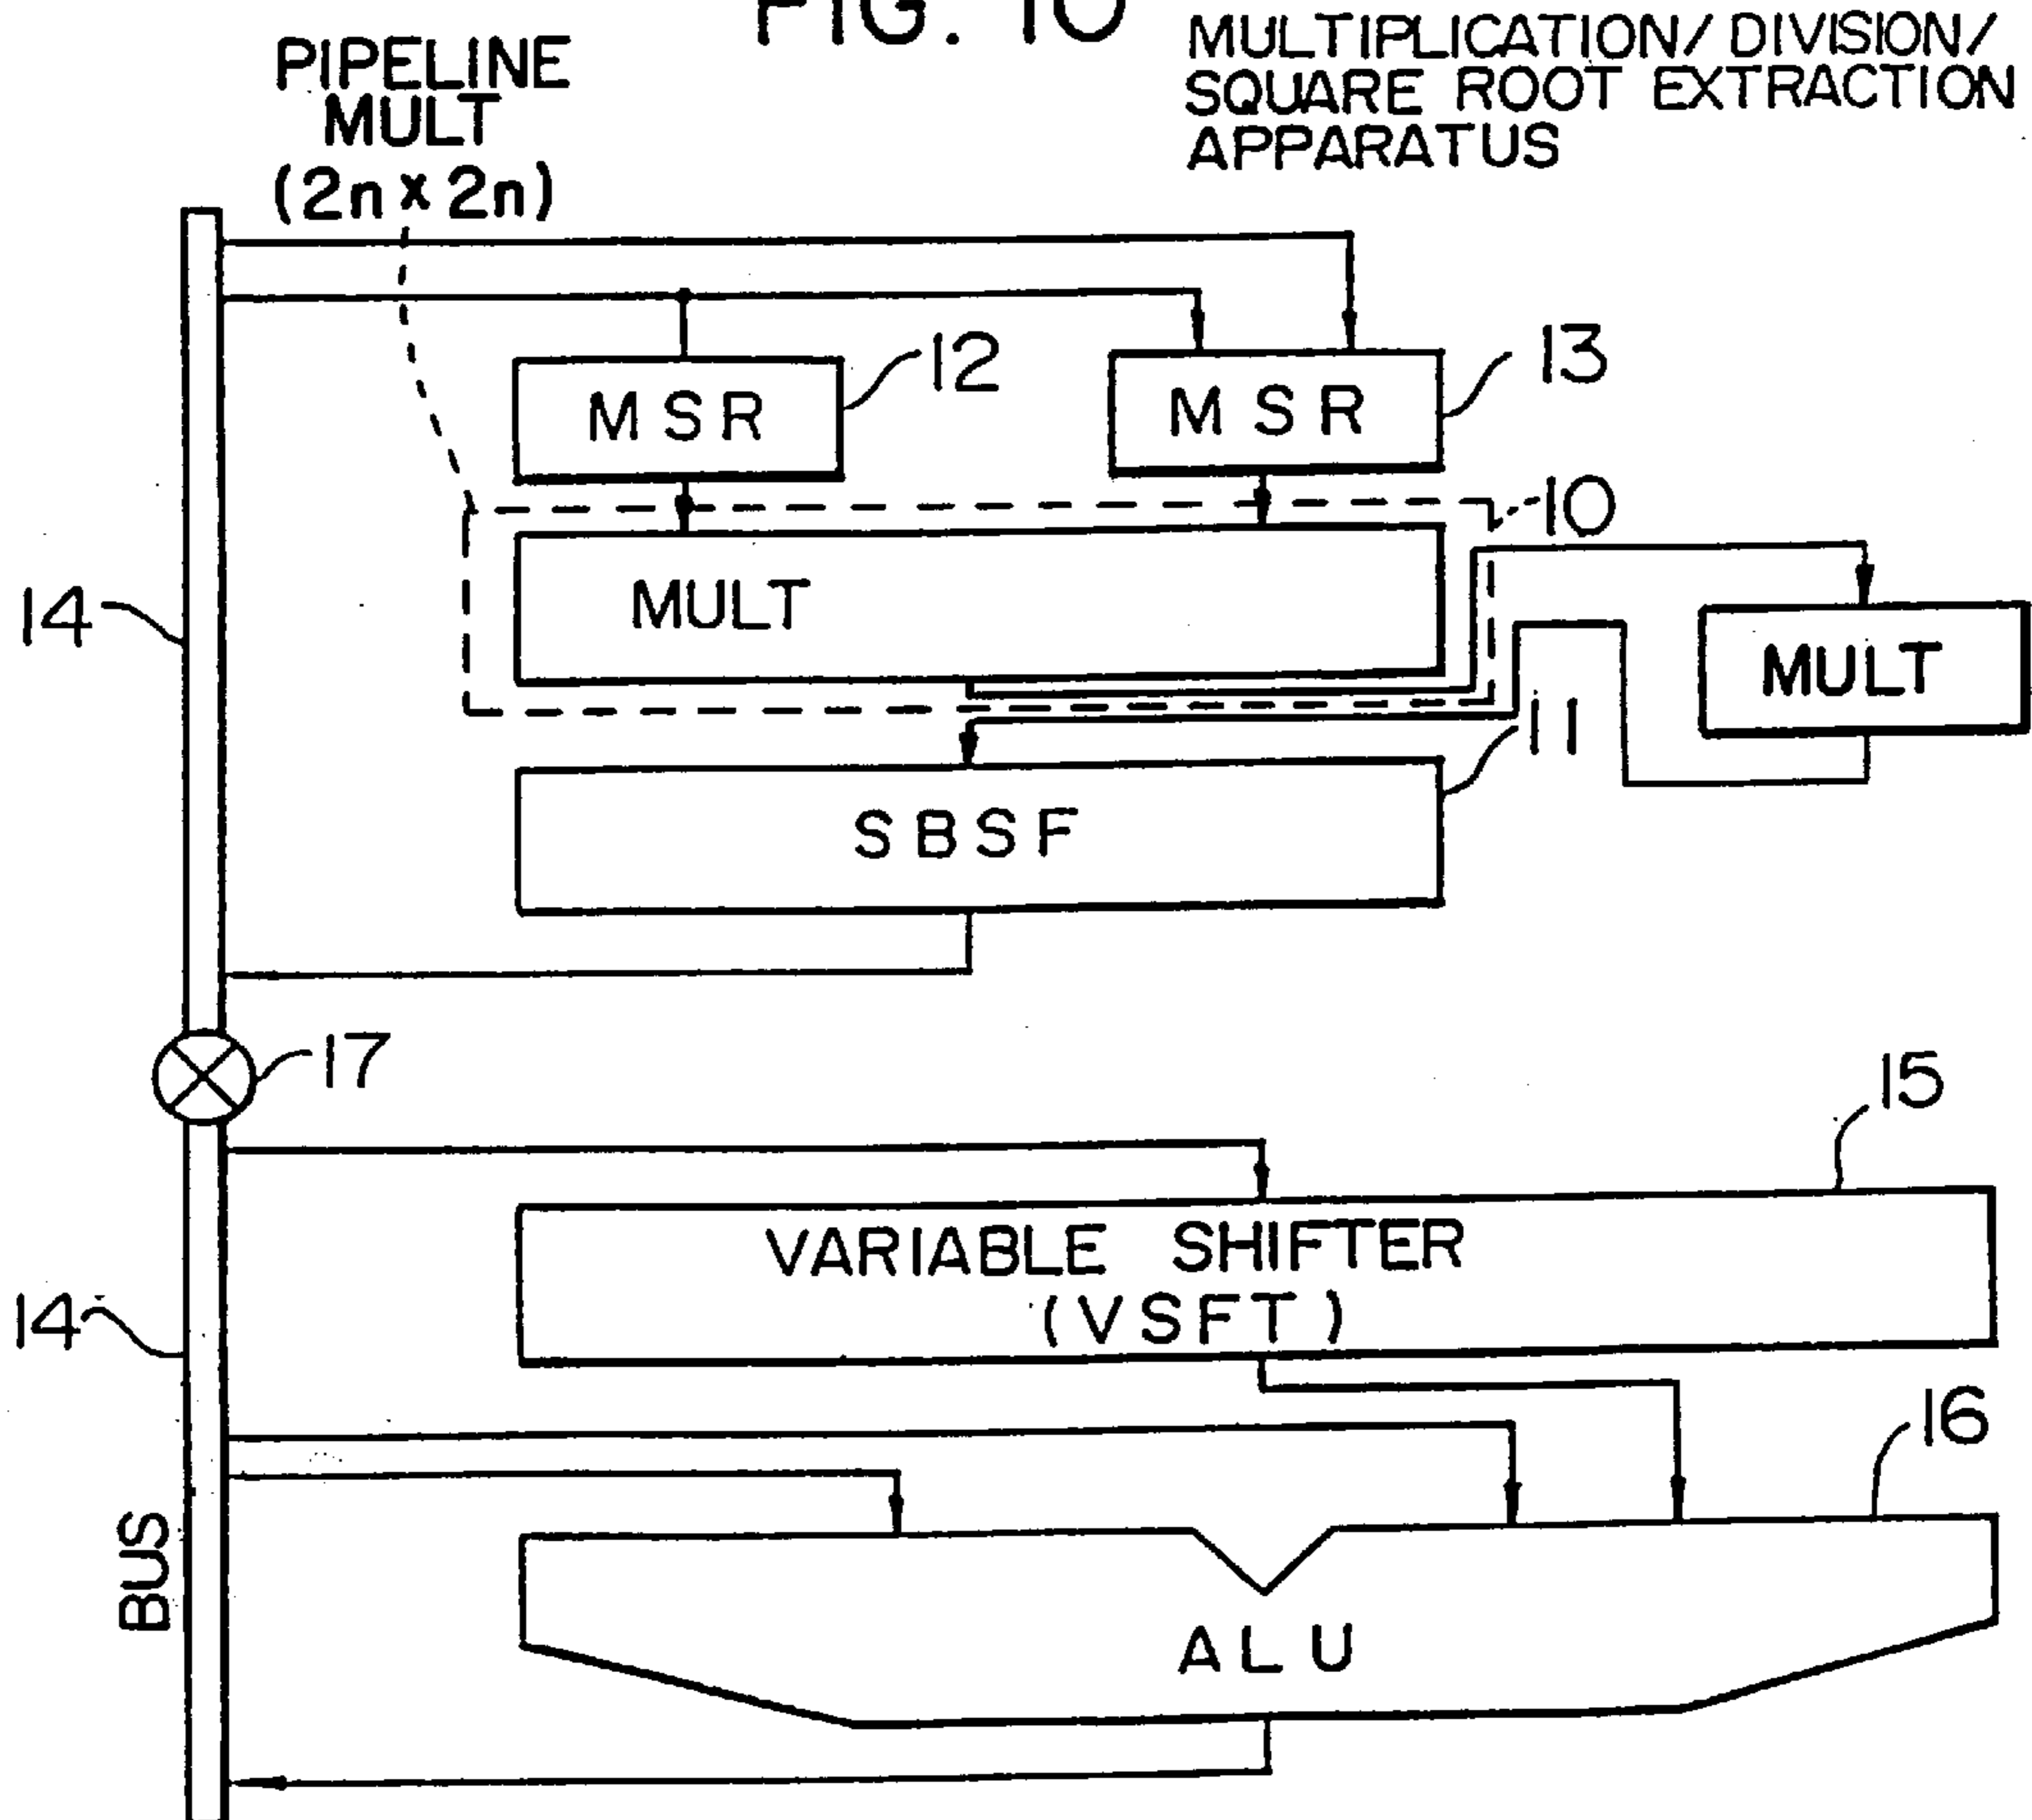 FIG. 10
MULTIPLICATION/DIVISION/
SQUARE ROOT EXTRACTION
APPARATUS
PIPELINE
MULT
(2n x 2n)
12
13
MSR
MSR
10
MULT
14
MULT
11
SBSF
17
15
VARIABLE SHIFTER
(VSFT)
14
16
BUS
ALU